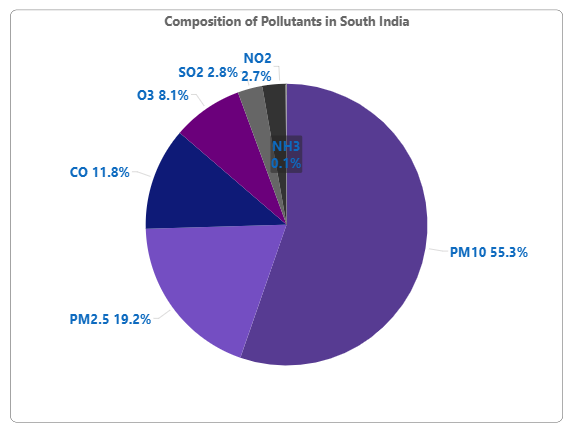 Composition of Pollutants in South India
NO2
2.7%
SO2 2.8%
O3 8.1%
NH3
0.1%
CO 11.8%
PM10 55.3%
PM2.5 19.2%